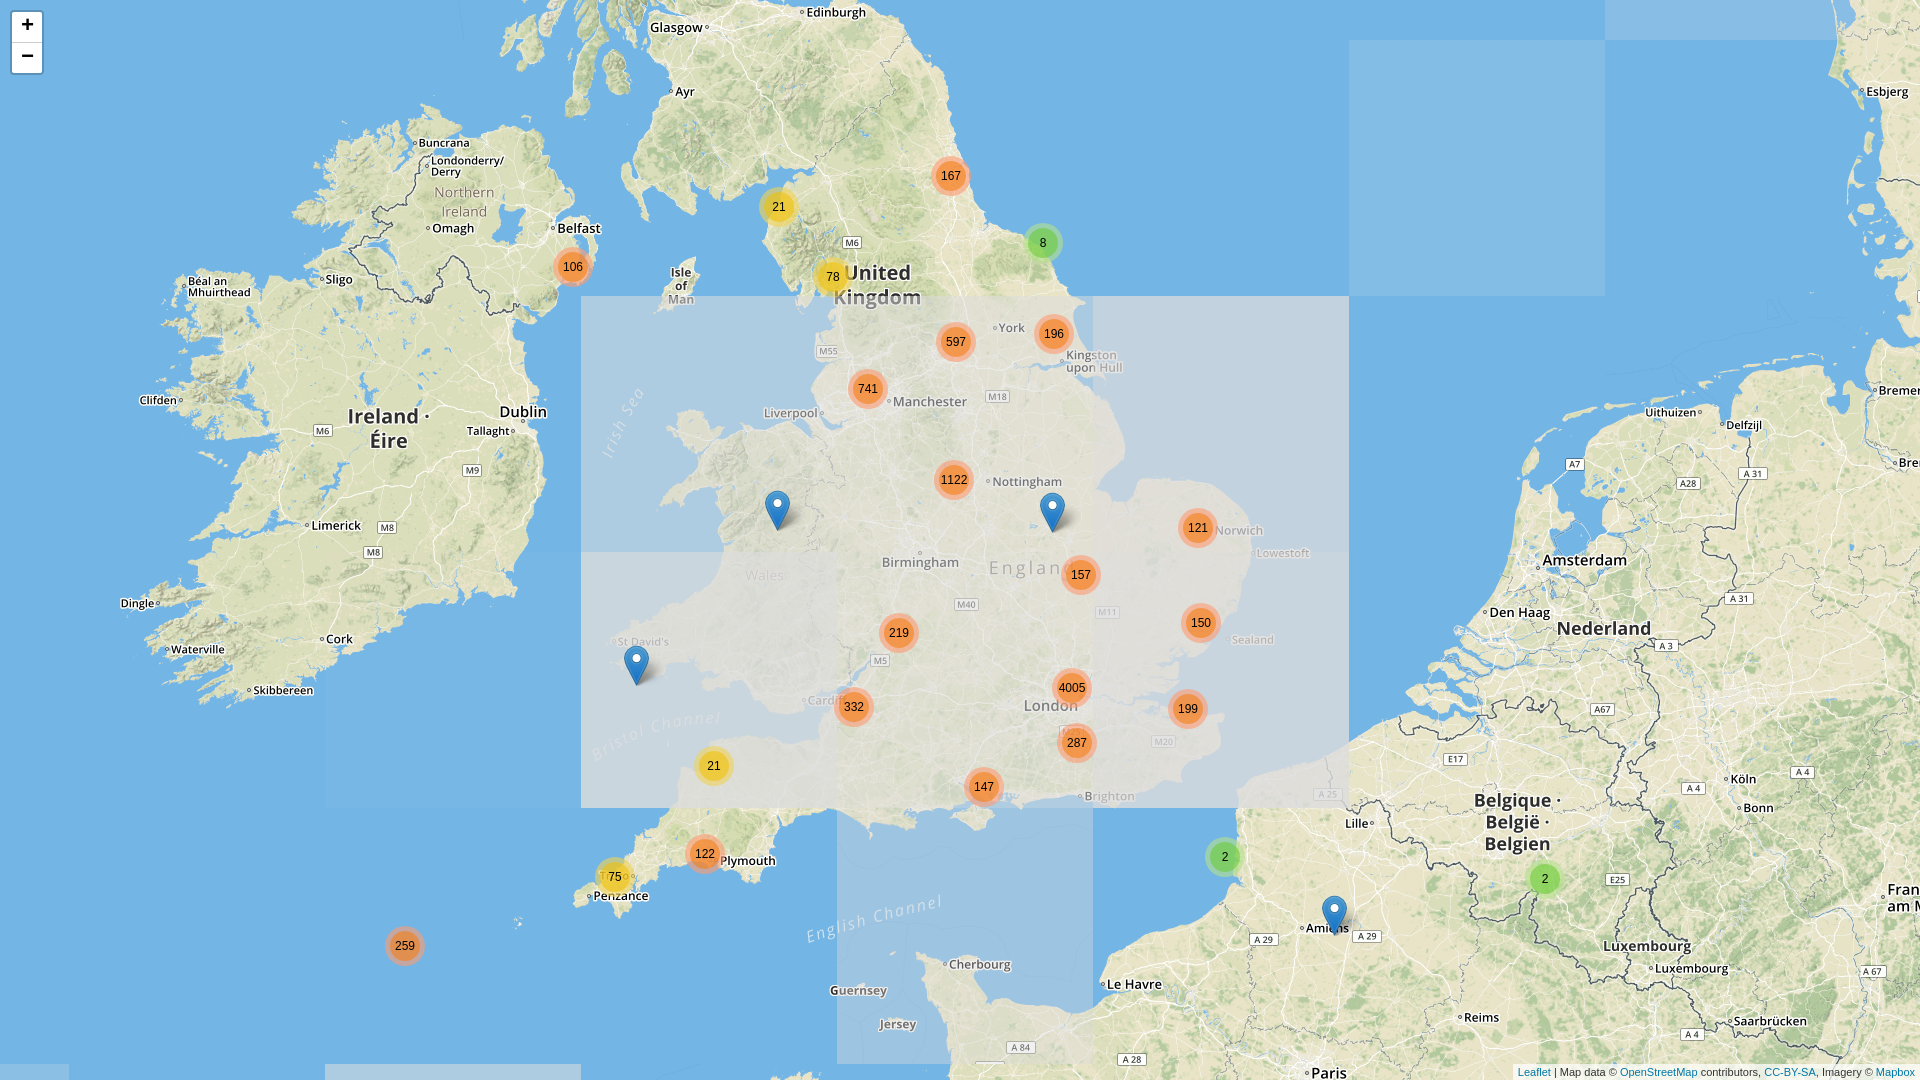 +
−
Edinburgh
Glasgow
Ayr
Esbjerg
Buncrana
Londonderry/
Derry
Northern
Ireland
Omagh
Belfast
167
21
8
M6
106
78
United
Kingdom
Isle
of
Man
Sligo
Béal an
Mhuirthead
York
196
597
M55
Kingston
upon Hull
741
Manchester
M18
Liverpool
Irish Sea
Clifden
Dublin
Ireland ·
Éire
M6
Tallaght
M9
Uithuizen
Delfzijl
Bremer
A7
A 31
A28
Bre
1122
Nottingham
Limerick
M8
M8
121
Norwich
Lowestoft
Birmingham
Englan
157
Wales
Amsterdam
Dingle
M40
M11
A 31
Den Haag
Nederland
Cork
219
150
Sealand
St David's
A 3
Waterville
M5
Skibbereen
4005
London
Cardiff
332
199
A67
Bristol Channel
287
M20
E17
21
147
Brighton
A 25
Köln
A 4
A 4
Bonn
Belgique ·
België ·
Belgien
Lille
122
Plymouth
75
Penzance
2
2
E25
Fran
am M
English Channel
259
Amiens
A 29
A 29
Luxembourg
Luxembourg
A 67
Cherbourg
Guernsey
Le Havre
Jersey
Reims
Saarbrücken
A 4
A 84
A 28
Paris
Leaflet | Map data © OpenStreetMap contributors, CC-BY-SA, Imagery © Mapbox